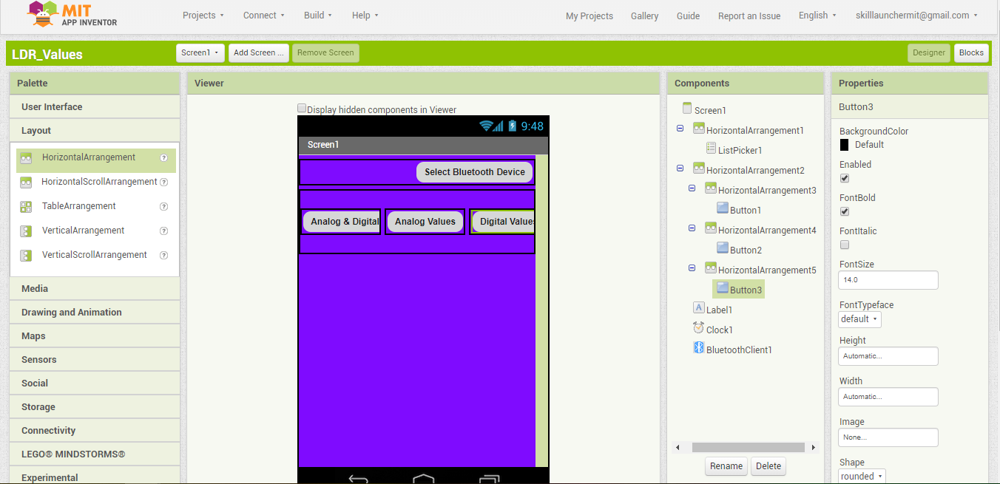 MIT
APP INVENTOR
Projects Connect Build Help My Projects Gallery Guide Report an Issue English skilllaunchermit@gmail.com
LDR_Values Screen1 Add Screen ... Remove Screen Designer Blocks
Palette
User Interface
Layout
HorizontalArrangement ?
HorizontalScrollArrangement ?
TableArrangement ?
VerticalArrangement ?
VerticalScrollArrangement ?
Media
Drawing and Animation
Maps
Sensors
Social
Storage
Connectivity
LEGO® MINDSTORMS®
Experimental
Viewer
Display hidden components in Viewer
9:48
Screen1
Select Bluetooth Device
Analog & Digital Analog Values Digital Values
Components
Screen1
HorizontalArrangement1
ListPicker1
HorizontalArrangement2
HorizontalArrangement3
Button1
HorizontalArrangement4
Button2
HorizontalArrangement5
Button3
A Label1
Clock1
BluetoothClient1
Rename Delete
Properties
Button3
BackgroundColor
Default
Enabled
FontBold
FontItalic
FontSize
14.0
FontTypeface
default
Height
Automatic...
Width
Automatic...
Image
None...
Shape
rounded